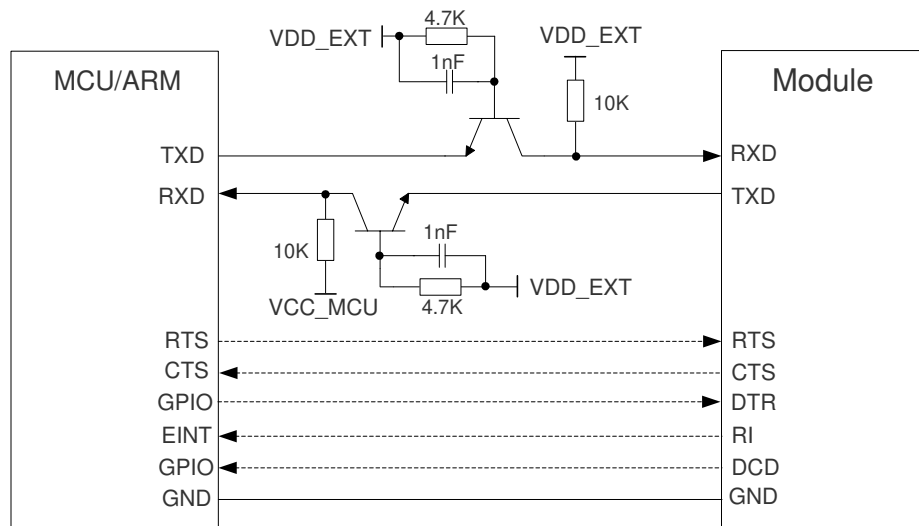 4.7K
VDD_EXT
VDD_EXT
1nF
MCU/ARM
Module
10K
TXD
RXD
RXD
TXD
1nF
10K
VDD_EXT
VCC_MCU
4.7K
RTS
RTS
CTS
CTS
GPIO
DTR
EINT
RI
GPIO
DCD
GND
GND